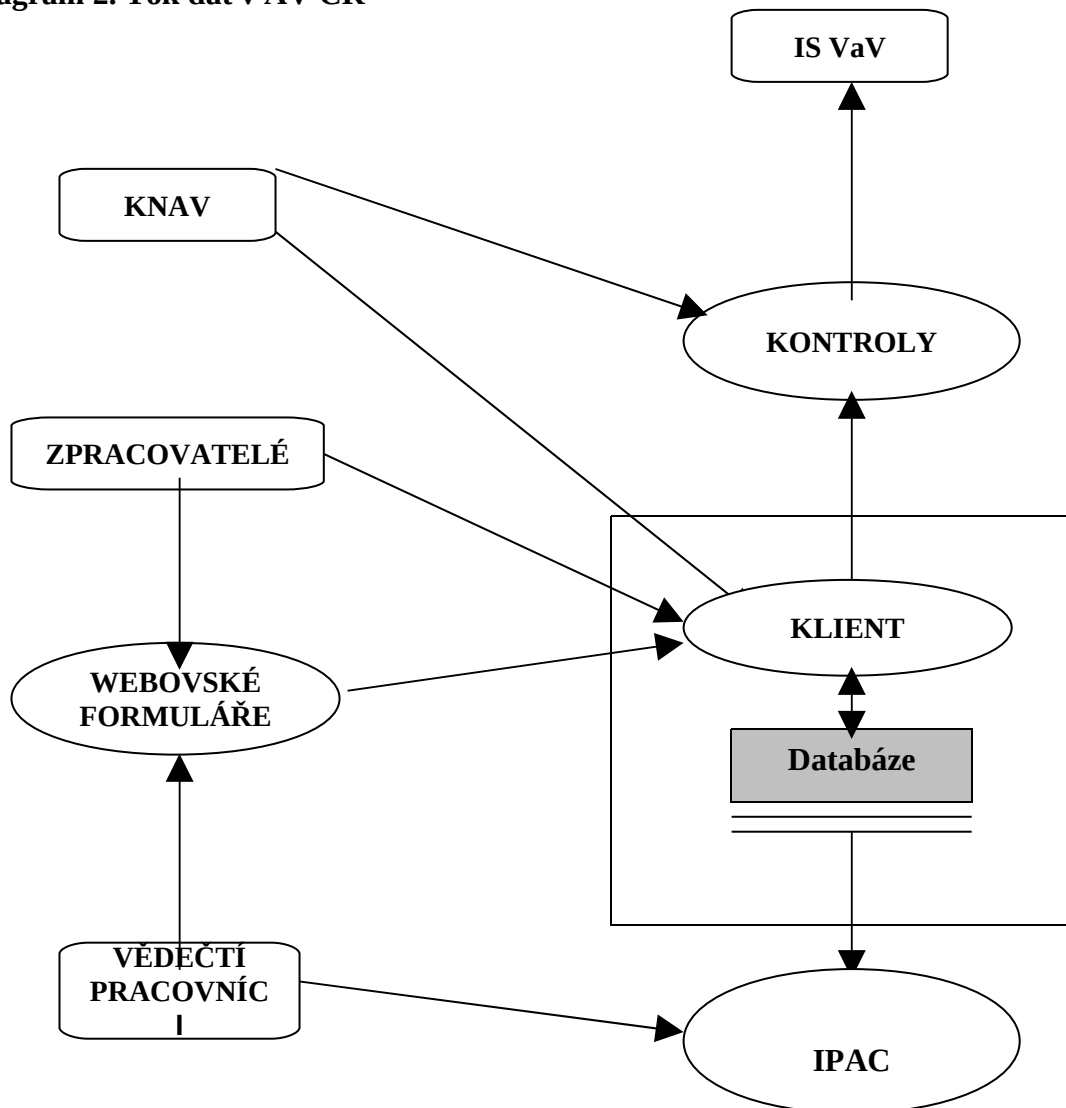 IS VaV
KNAV
KONTROLY
ZPRACOVATELÉ
KLIENT
WEBOVSKÉ
FORMULÁŘE
Databáze
VĚDEČTÍ
PRACOVNÍC
I
IPAC